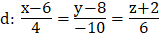 d: x-6/4 = y-8/-10 = z+2/6